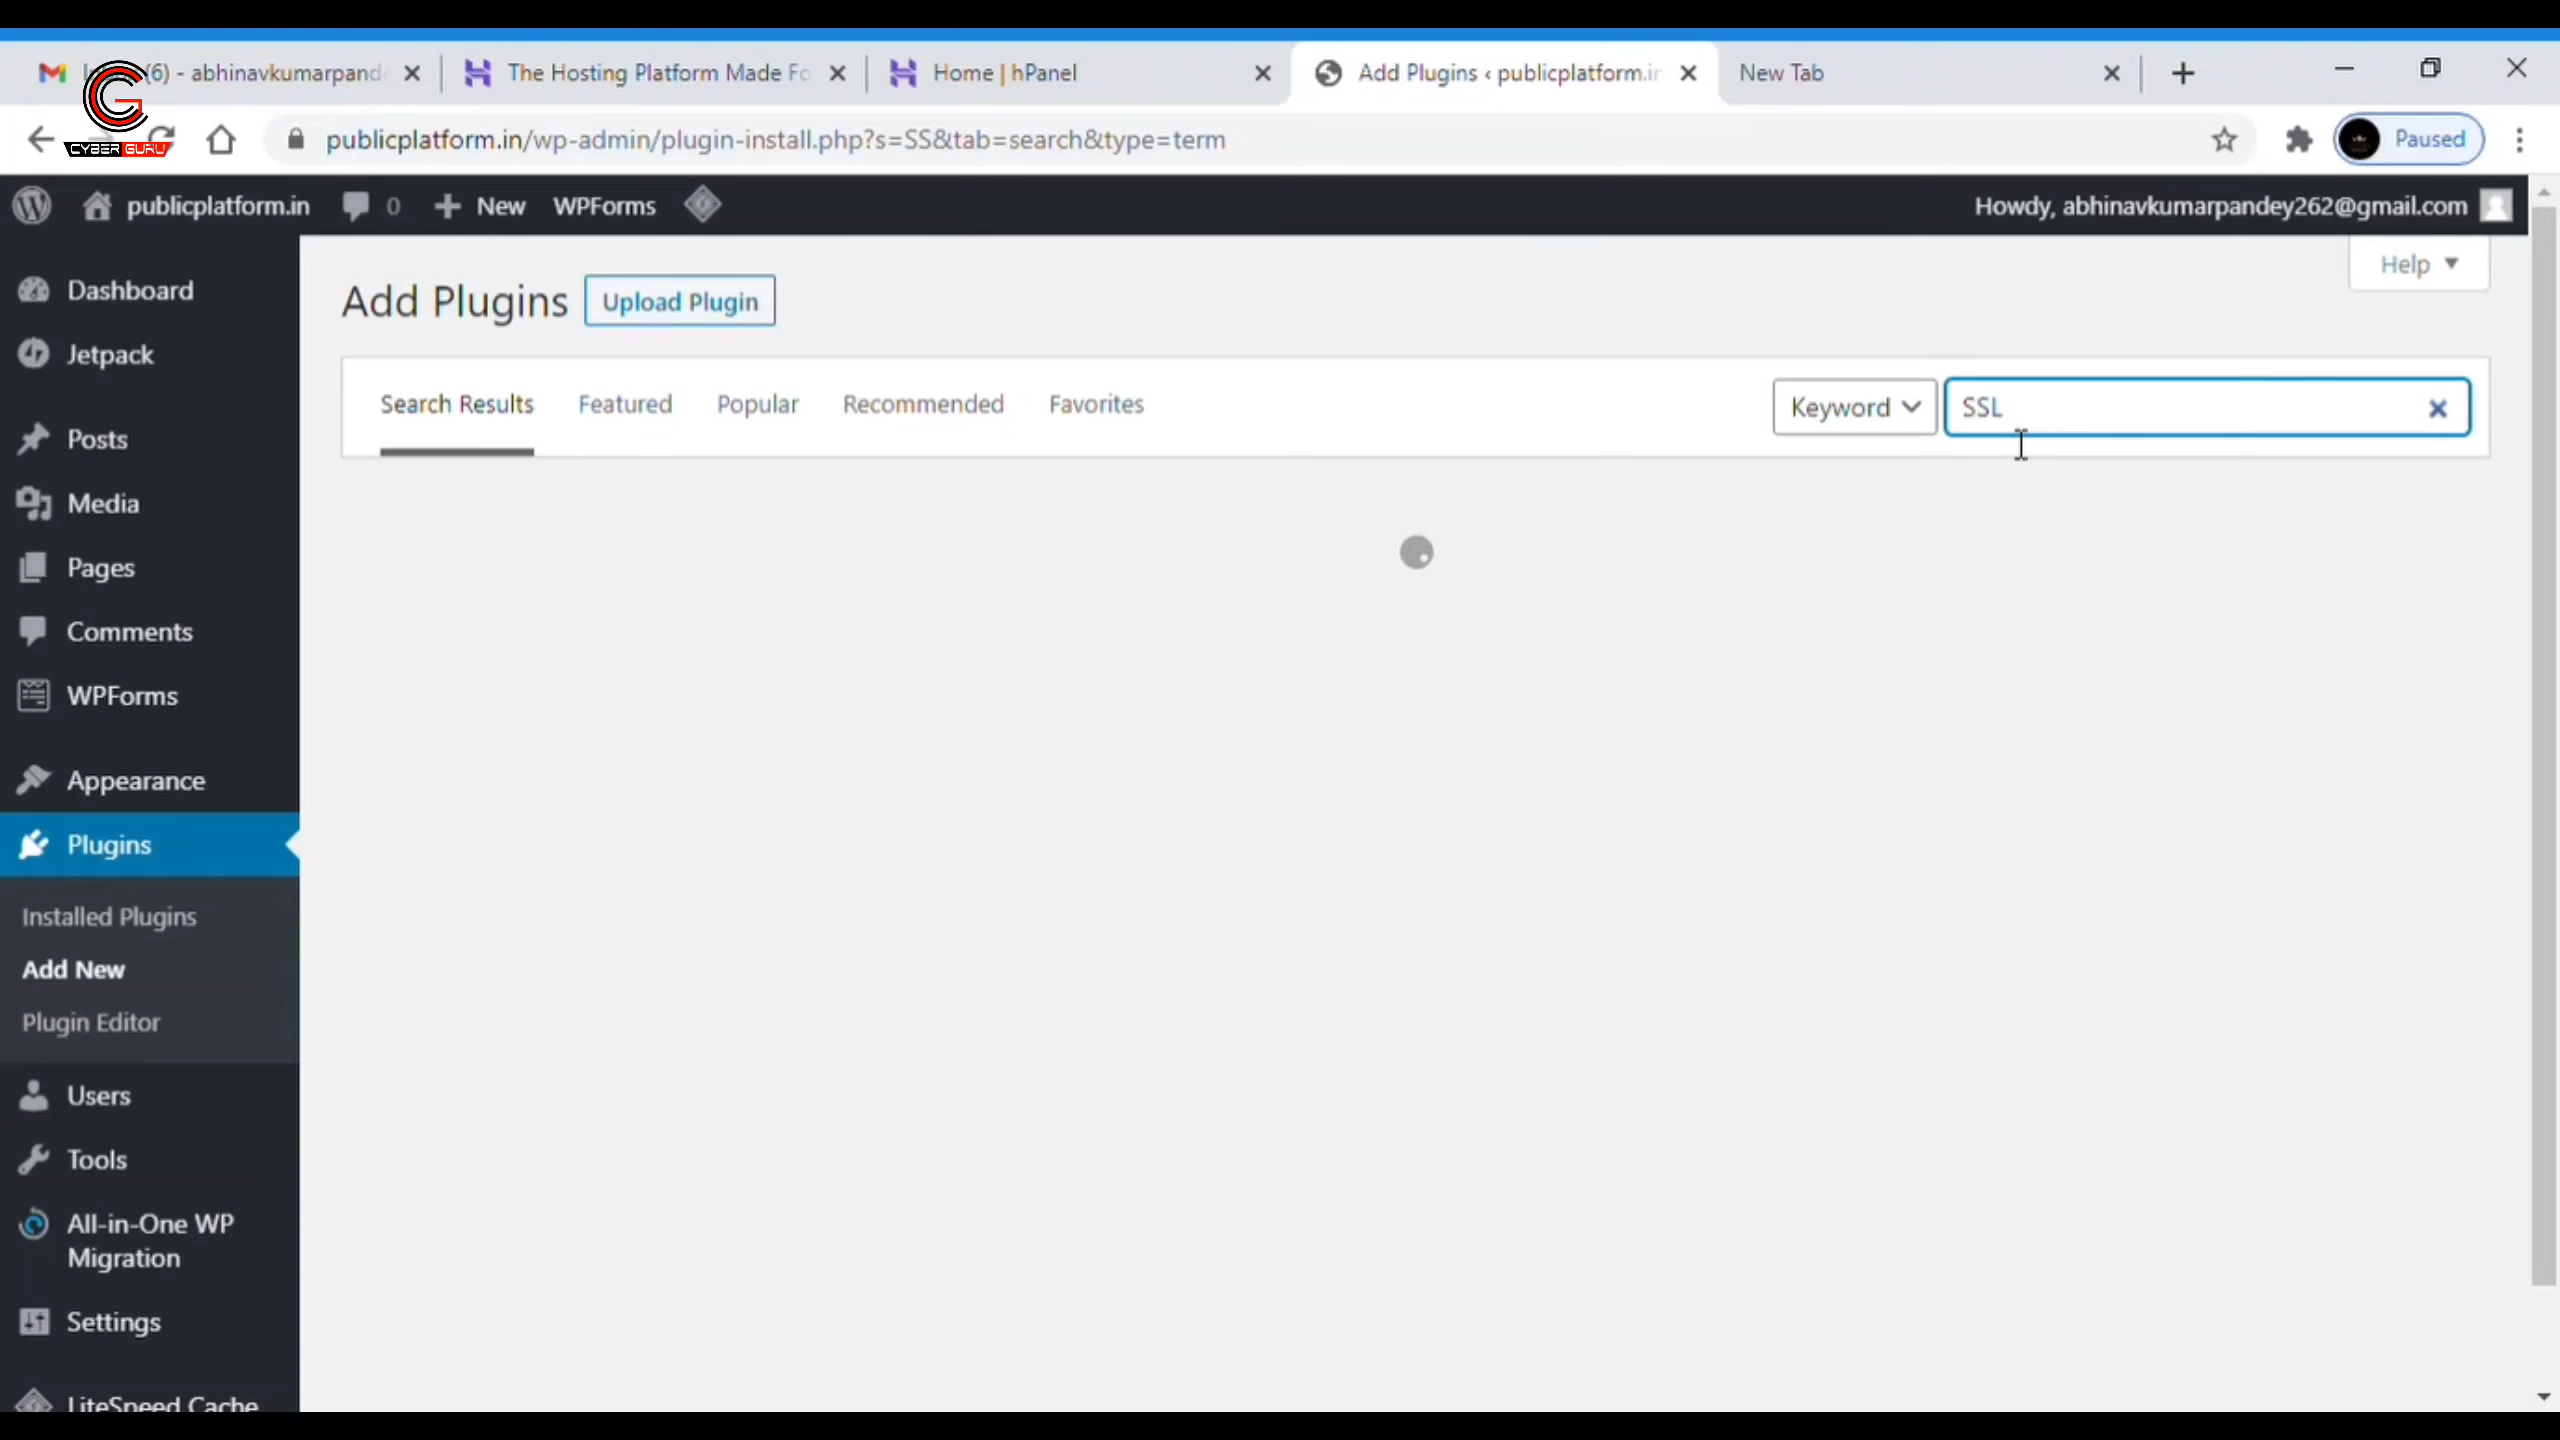 (6) - abhinavkumarpand
The Hosting Platform Made Fo
Home | hPanel
Add Plugins ‹ publicplatform.in
New Tab
CYBER GURU
publicplatform.in/wp-admin/plugin-install.php?s=SS&tab=search&type=term
Paused
publicplatform.in
0
New
WPForms
Howdy, abhinavkumarpandey262@gmail.com
Help
Dashboard
Add Plugins
Upload Plugin
Jetpack
Search Results
Featured
Popular
Recommended
Favorites
Keyword
SSL
Posts
Media
Pages
Comments
WPForms
Appearance
Plugins
Installed Plugins
Add New
Plugin Editor
Users
Tools
All-in-One WP
Migration
Settings
LiteSpeed Cache